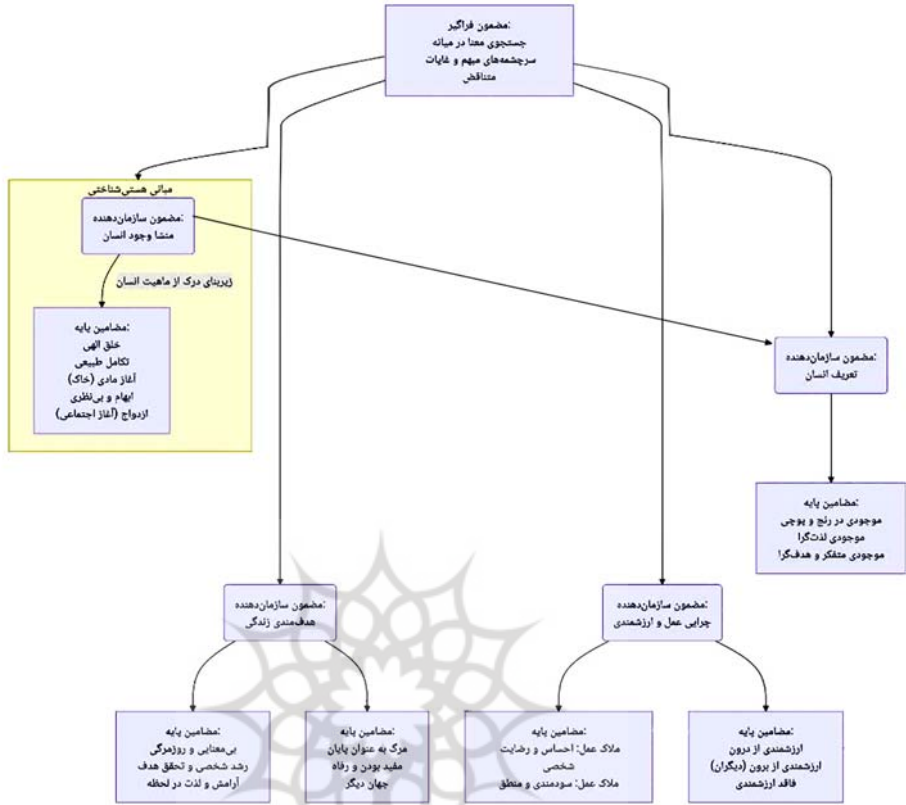 مضمون فراگیر:
جستجوی معنا در میانه
سرچشمه‌های مبهم و غایات
متناقض
مبانی هستی‌شناختی
مضمون سازمان‌دهنده:
منشا وجود انسان
زیربنای درک از ماهیت انسان
مضامین پایه:
خلق الهی
تکامل طبیعی
آغاز مادی (خاک)
ابهام و بی‌نظری
ازدواج (آغاز اجتماعی)
مضمون سازمان‌دهنده:
تعریف انسان
مضامین پایه:
موجودی در رنج و پوچی
موجودی لذت‌گرا
موجودی متفکر و هدف‌گرا
مضمون سازمان‌دهنده:
چرایی عمل و ارزشمندی
مضمون سازمان‌دهنده:
هدف‌مندی زندگی
مضامین پایه:
ارزشمندی از درون
ارزشمندی از برون (دیگران)
فاقد ارزشمندی
مضامین پایه:
ملاک عمل: احساس و رضایت
شخصی
ملاک عمل: سودمندی و منطق
مضامین پایه:
مرگ به عنوان پایان
مفید بودن و رفاه
جهان دیگر
مضامین پایه:
بی‌معنایی و روزمرگی
رشد شخصی و تحقق هدف
آرامش و لذت در لحظه